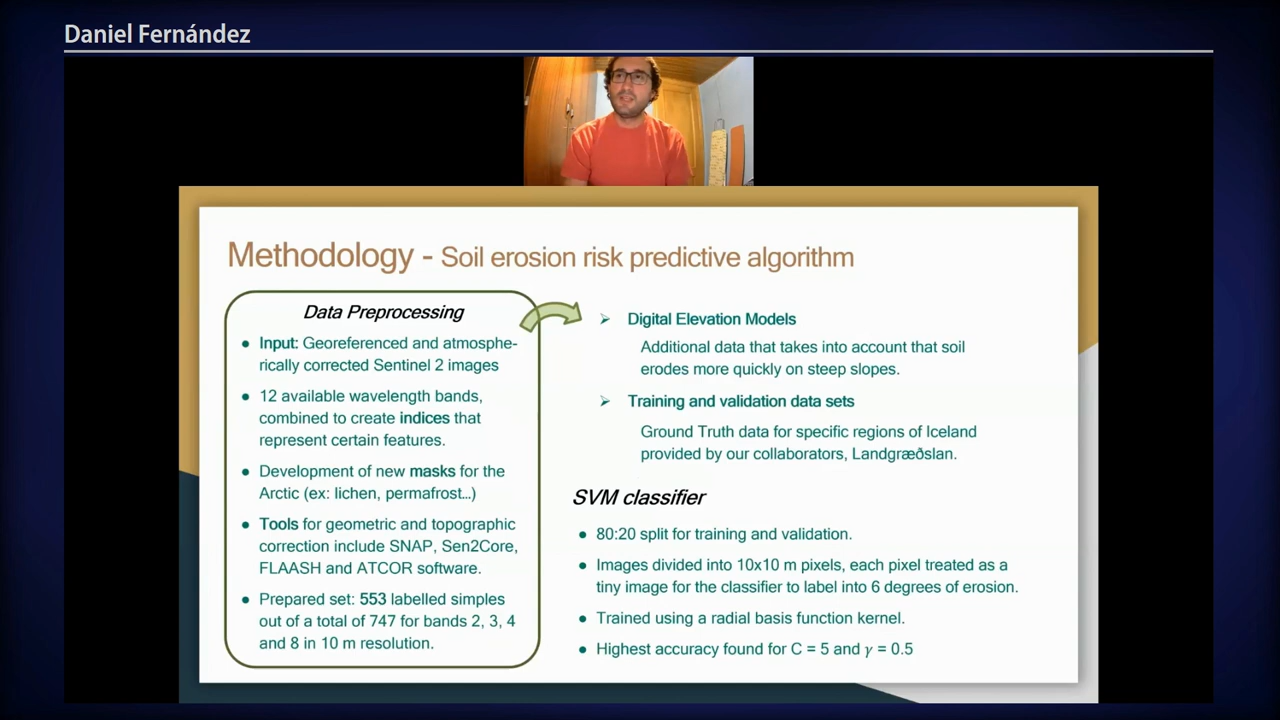 Daniel Fernández
Methodology - Soil erosion risk predictive algorithm
Data Preprocessing
● Input: Georeferenced and atmosphe-
rically corrected Sentinel 2 images
● 12 available wavelength bands,
combined to create indices that
represent certain features.
● Development of new masks for the
Arctic (ex: lichen, permafrost...)
● Tools for geometric and topographic
correction include SNAP, Sen2Core,
FLAASH and ATCOR software.
● Prepared set: 553 labelled simples
out of a total of 747 for bands 2, 3, 4
and 8 in 10 m resolution.
➢ Digital Elevation Models
Additional data that takes into account that soil
erodes more quickly on steep slopes.
➢ Training and validation data sets
Ground Truth data for specific regions of Iceland
provided by our collaborators, Landgræðslan.
SVM classifier
● 80:20 split for training and validation.
● Images divided into 10x10 m pixels, each pixel treated as a
tiny image for the classifier to label into 6 degrees of erosion.
● Trained using a radial basis function kernel.
● Highest accuracy found for C = 5 and γ = 0.5